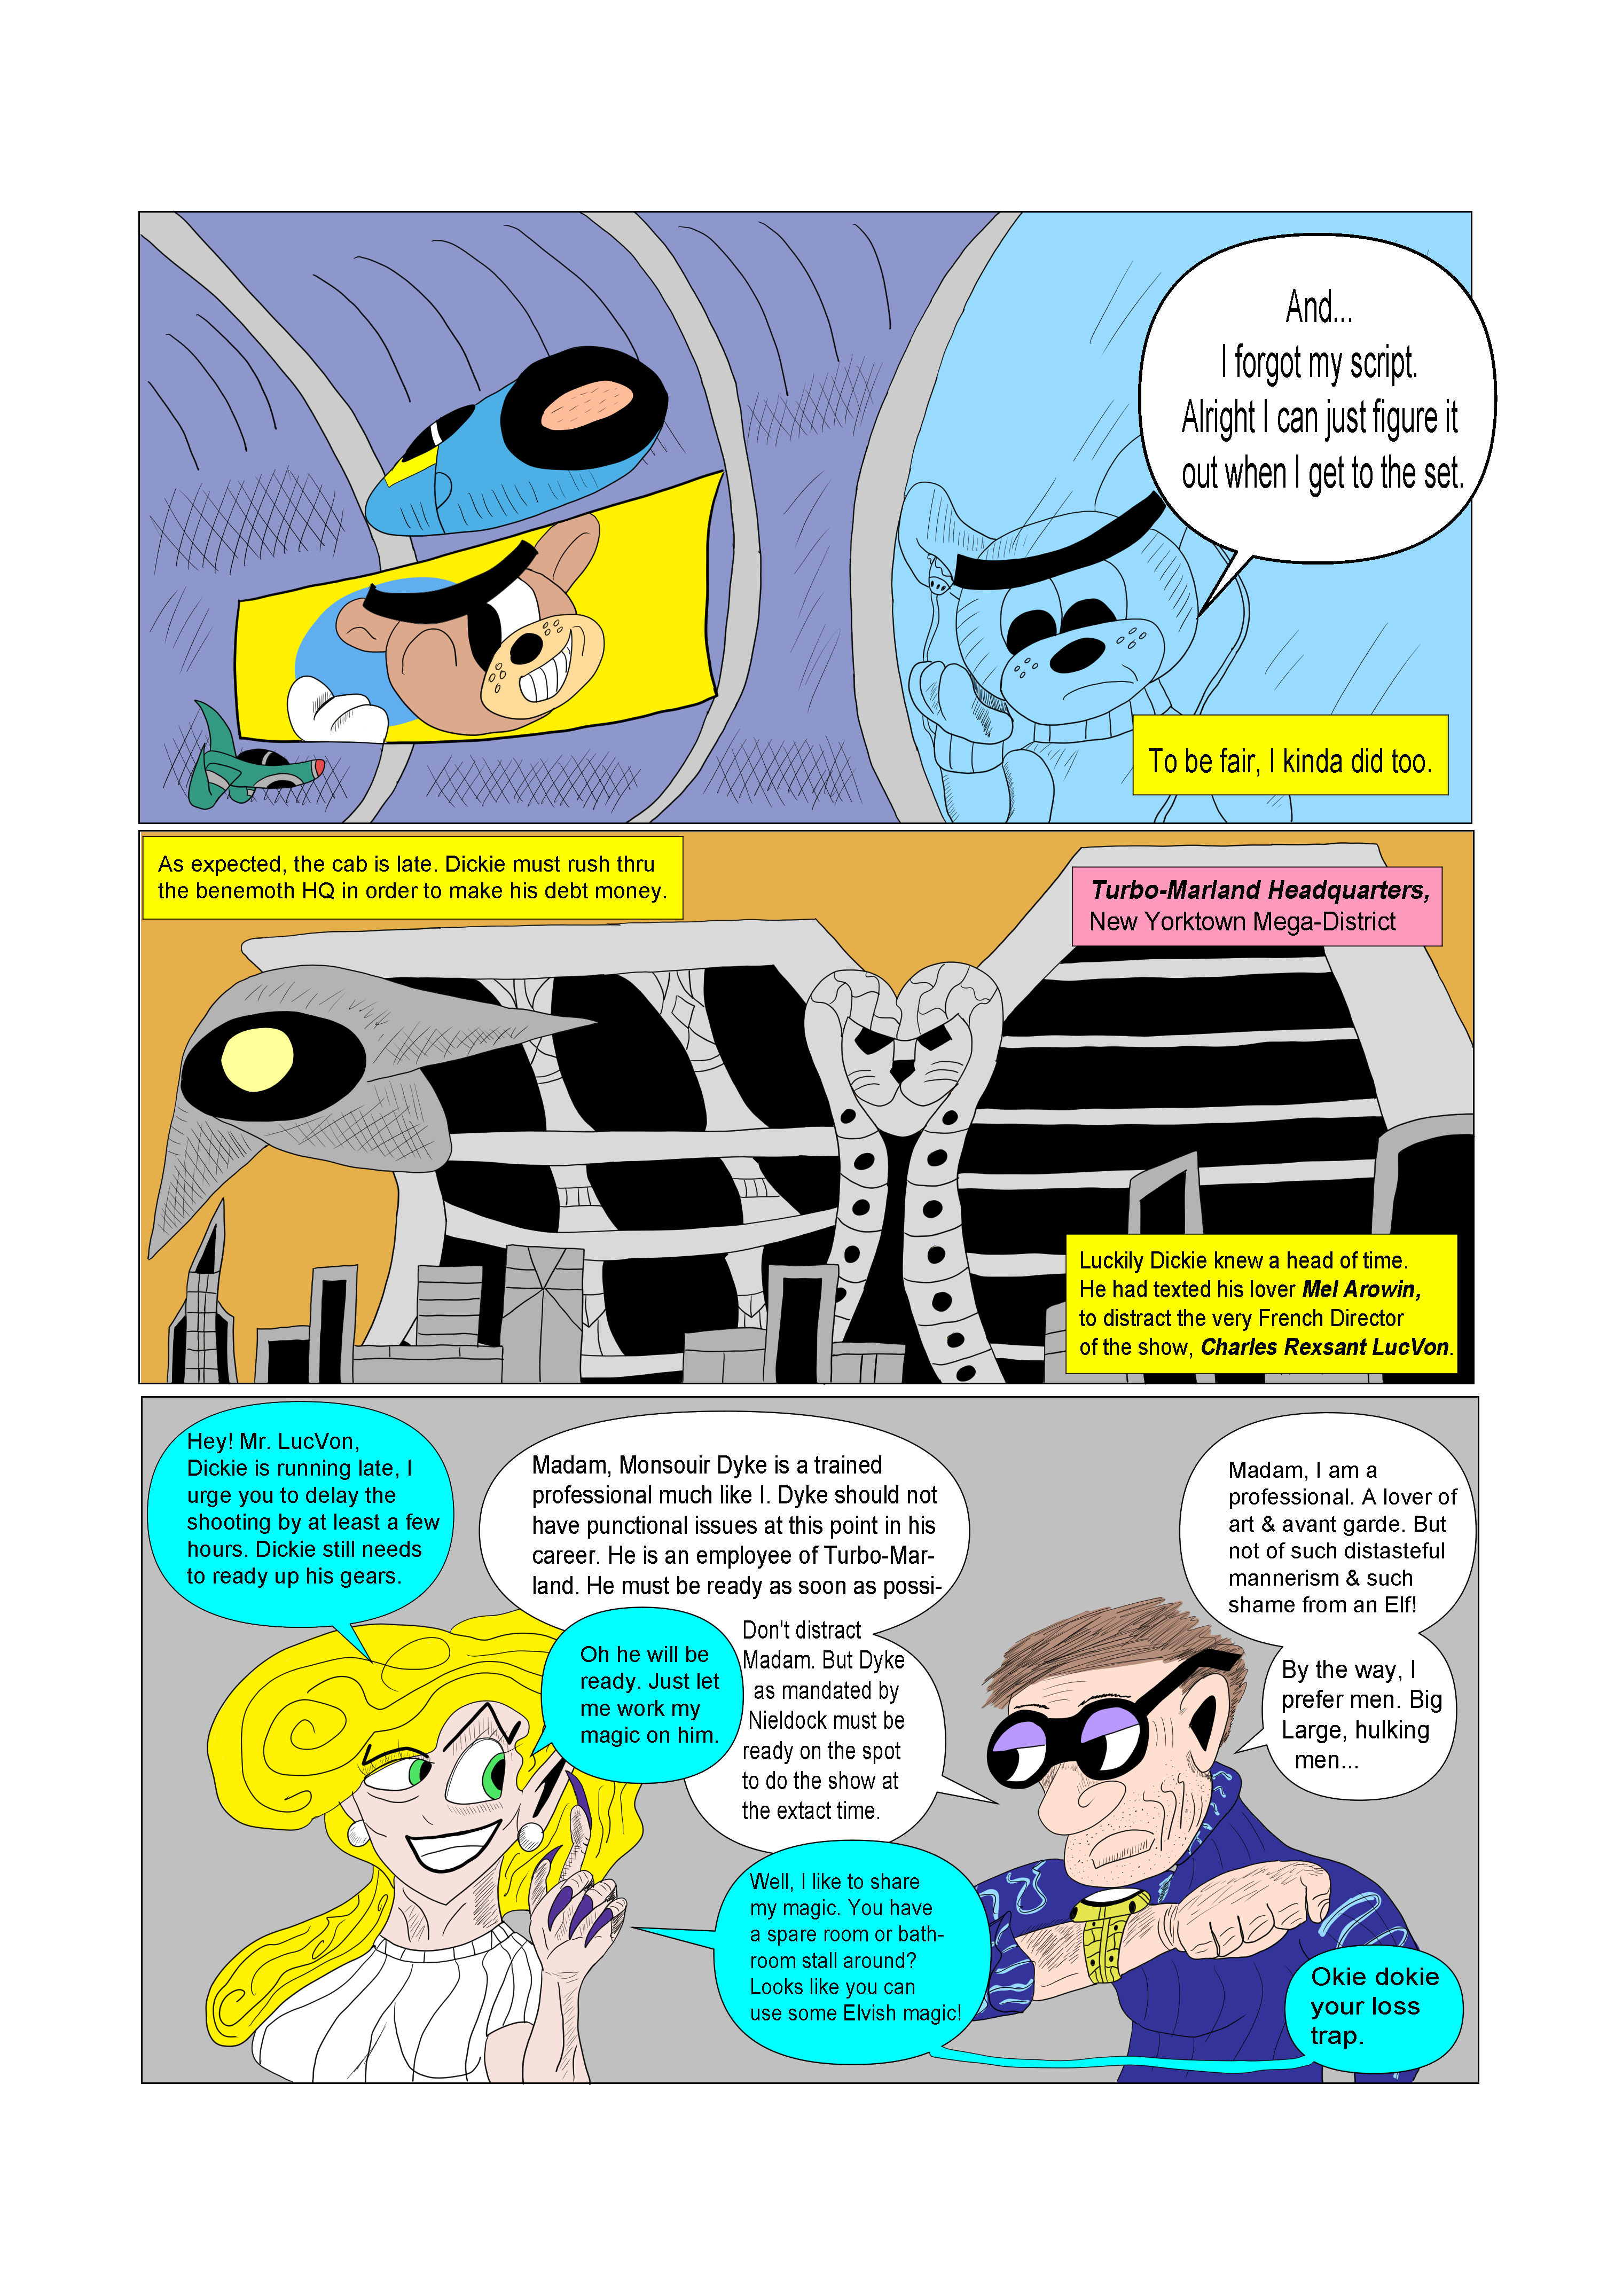 And...
I forgot my script.
Alright I can just figure it
out when I get to the set.
To be fair, I kinda did too.
As expected, the cab is late. Dickie must rush thru
the benemoth HQ in order to make his debt money.
Turbo-Marland Headquarters,
New Yorktown Mega-District
Luckily Dickie knew a head of time.
He had texted his lover Mel Arowin,
to distract the very French Director
of the show, Charles Rexsant LucVon.
Hey! Mr. LucVon,
Dickie is running late, I
urge you to delay the
shooting by at least a few
hours. Dickie still needs
to ready up his gears.
Madam, Monsouir Dyke is a trained
professional much like I. Dyke should not
have punctional issues at this point in his
career. He is an employee of Turbo-Mar-
land. He must be ready as soon as possi-
Oh he will be
ready. Just let
me work my
magic on him.
Don't distract
Madam. But Dyke
as mandated by
Nieldock must be
ready on the spot
to do the show at
the extact time.
Well, I like to share
my magic. You have
a spare room or bath-
room stall around?
Looks like you can
use some Elvish magic!
Madam, I am a
professional. A lover of
art & avant garde. But
not of such distasteful
mannerism & such
shame from an Elf!
By the way, I
prefer men. Big
Large, hulking
men...
Okie dokie
your loss
trap.